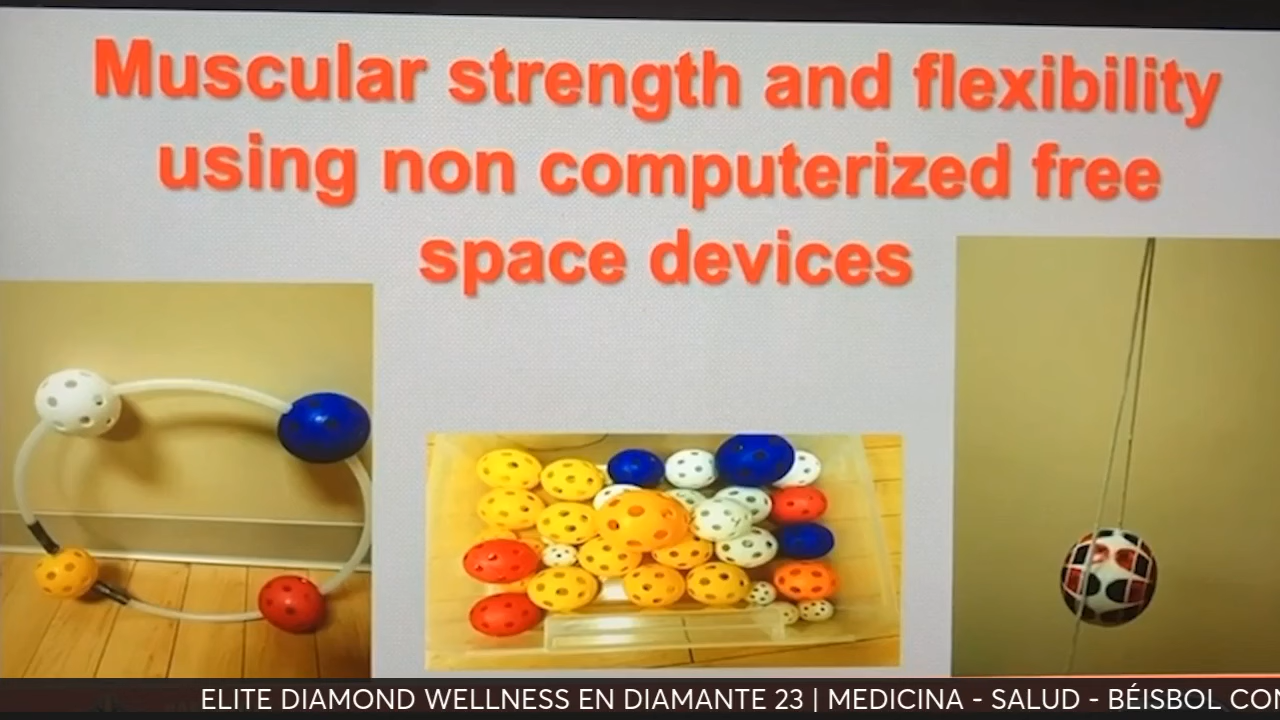 Muscular strength and flexibility
using non computerized free
space devices
ELITE DIAMOND WELLNESS EN DIAMANTE 23 | MEDICINA - SALUD - BÉISBOL